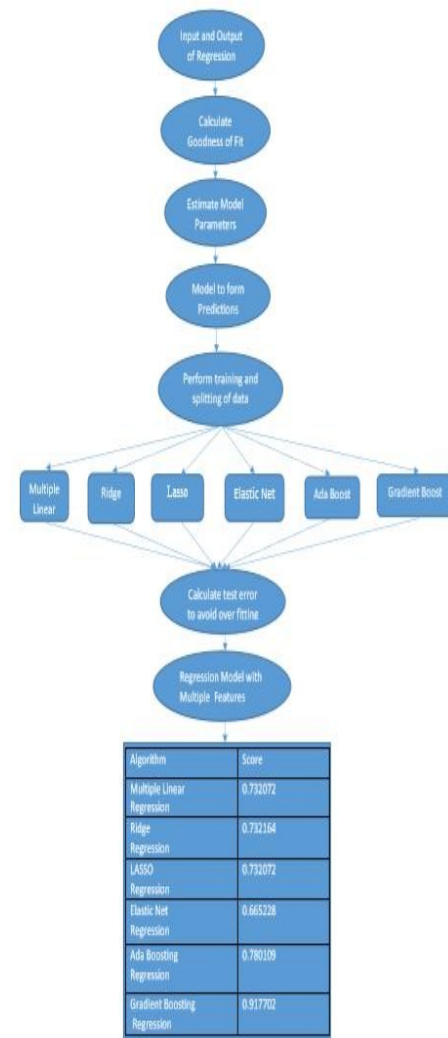 Input and Output
of Regression
Calculate
Goodness of Fit
Estimate Model
Parameters
Model to form
Predictions
Perform training and
splitting of data
Multiple
Linear
Ridge
Lasso
Elastic Net
Ada Boost
Gradient Boost
Calculate test error
to avoid over fitting
Regression Model with
Multiple Features
Algorithm Score
Multiple Linear 0.732072
Regression
Ridge 0.732164
Regression
LASSO 0.732072
Regression
Elastic Net 0.665228
Regression
Ada Boosting 0.780109
Regression
Gradient Boosting 0.917702
Regression